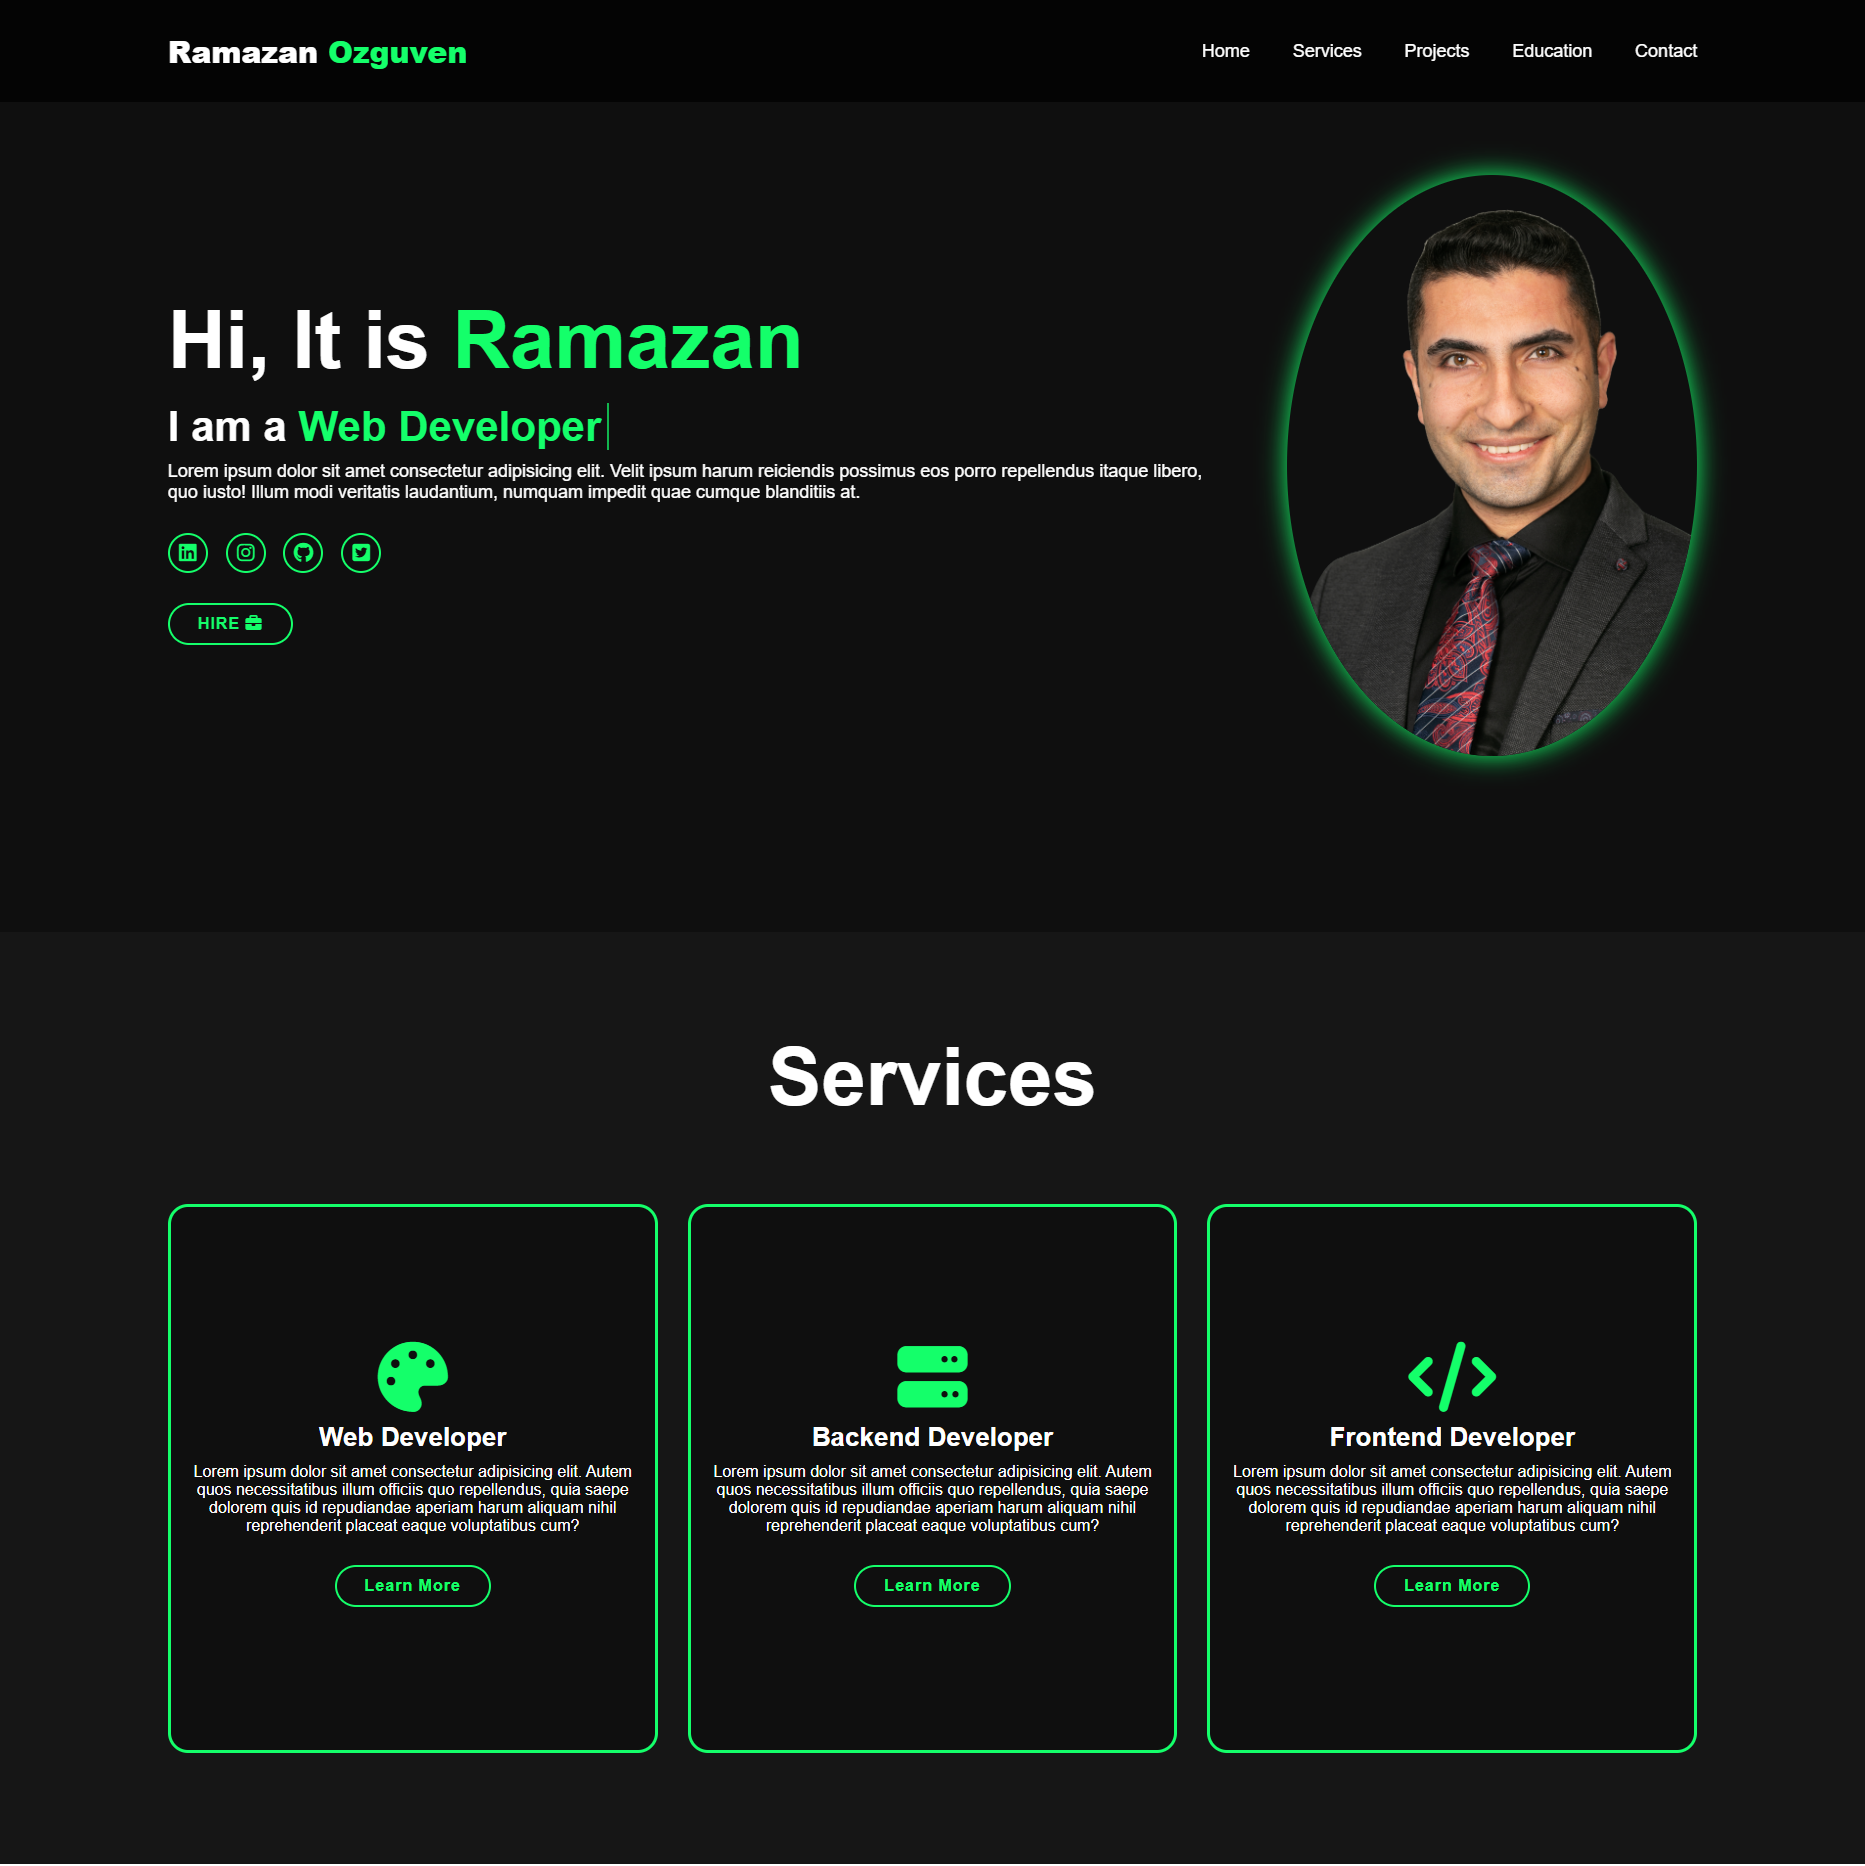 Ramazan Ozguven
Home Services Projects Education Contact
Hi, It is Ramazan
I am a Web Developer
Lorem ipsum dolor sit amet consectetur adipisicing elit. Velit ipsum harum reiciendis possimus eos porro repellendus itaque libero,
quo iusto! Illum modi veritatis laudantium, numquam impedit quae cumque blanditiis at.
HIRE
Services
Web Developer
Lorem ipsum dolor sit amet consectetur adipisicing elit. Autem
quos necessitatibus illum officiis quo repellendus, quia saepe
dolorem quis id repudiandae aperiam harum aliquam nihil
reprehenderit placeat eaque voluptatibus cum?
Learn More
Backend Developer
Lorem ipsum dolor sit amet consectetur adipisicing elit. Autem
quos necessitatibus illum officiis quo repellendus, quia saepe
dolorem quis id repudiandae aperiam harum aliquam nihil
reprehenderit placeat eaque voluptatibus cum?
Learn More
Frontend Developer
Lorem ipsum dolor sit amet consectetur adipisicing elit. Autem
quos necessitatibus illum officiis quo repellendus, quia saepe
dolorem quis id repudiandae aperiam harum aliquam nihil
reprehenderit placeat eaque voluptatibus cum?
Learn More